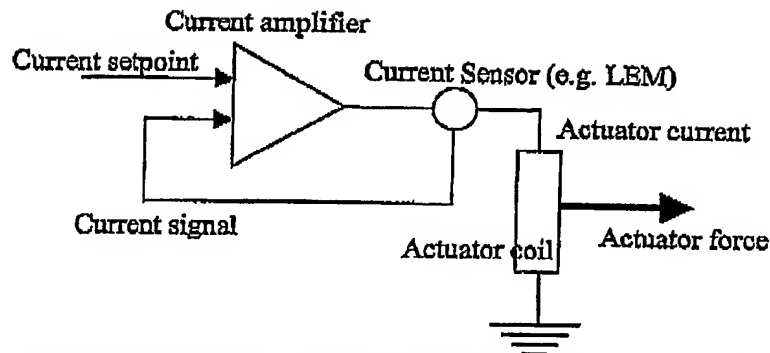 Current amplifier
Current setpoint
Current Sensor (e.g. LEM)
Actuator current
Current signal
Actuator coil
Actuator force